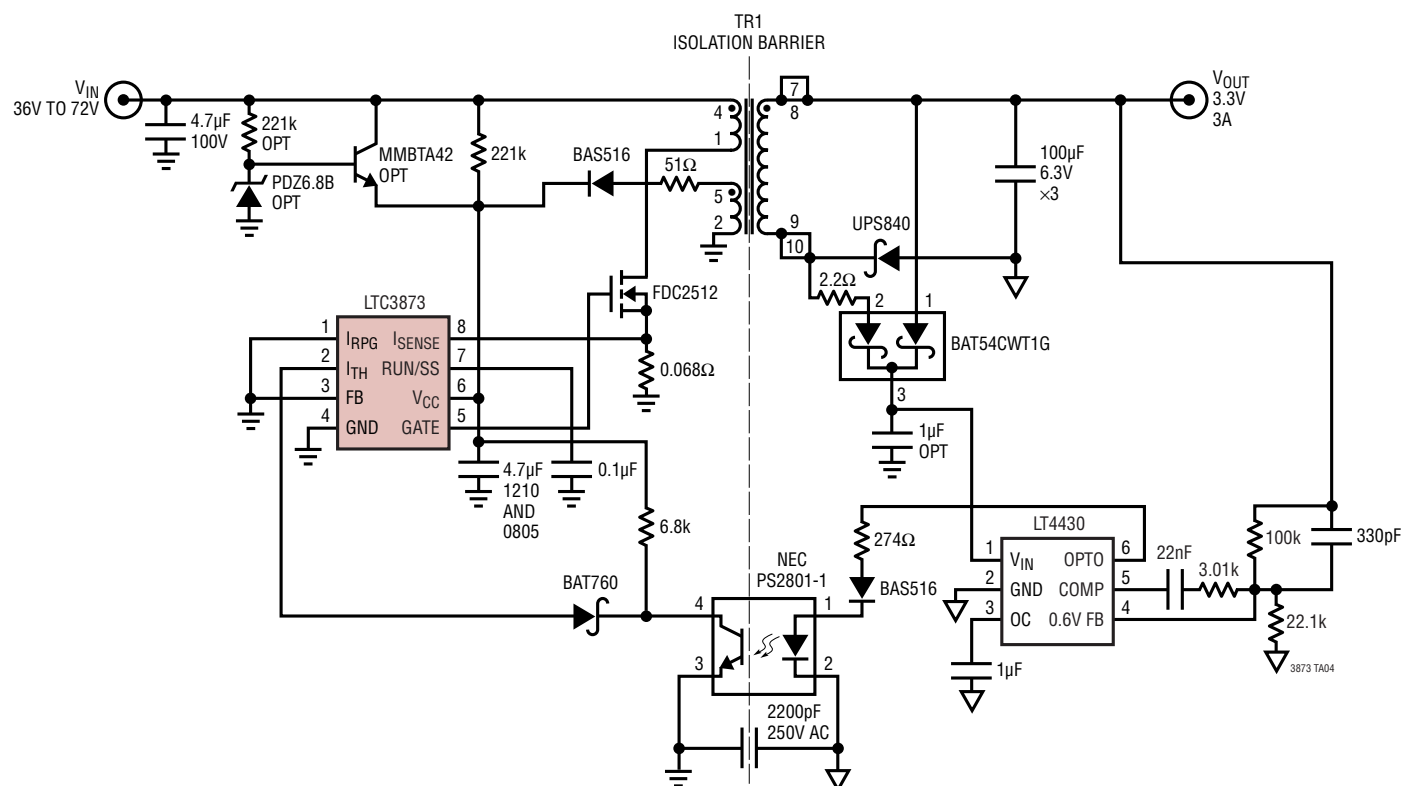 TR1
ISOLATION BARRIER
VIN
36V TO 72V
4.7µF
100V
221k
OPT
MMBTA42
OPT
PDZ6.8B
OPT
221k
BAS516
51Ω
4
1
5
2
7
8
9
10
VOUT
3.3V
3A
100µF
6.3V
×3
UPS840
2.2Ω
2
1
BAT54CWT1G
3
1µF
OPT
FDC2512
0.068Ω
LTC3873
1
IRPG
ISENSE
8
2
ITH
RUN/SS
7
3
FB
VCC
6
4
GND
GATE
5
4.7µF
1210
AND
0805
0.1µF
6.8k
BAT760
NEC
PS2801-1
4
3
1
2
274Ω
BAS516
2200pF
250V AC
LT4430
1
VIN
OPTO
6
2
GND
COMP
5
3
OC
0.6V FB
4
1µF
22nF
3.01k
100k
330pF
22.1k
3873 TA04